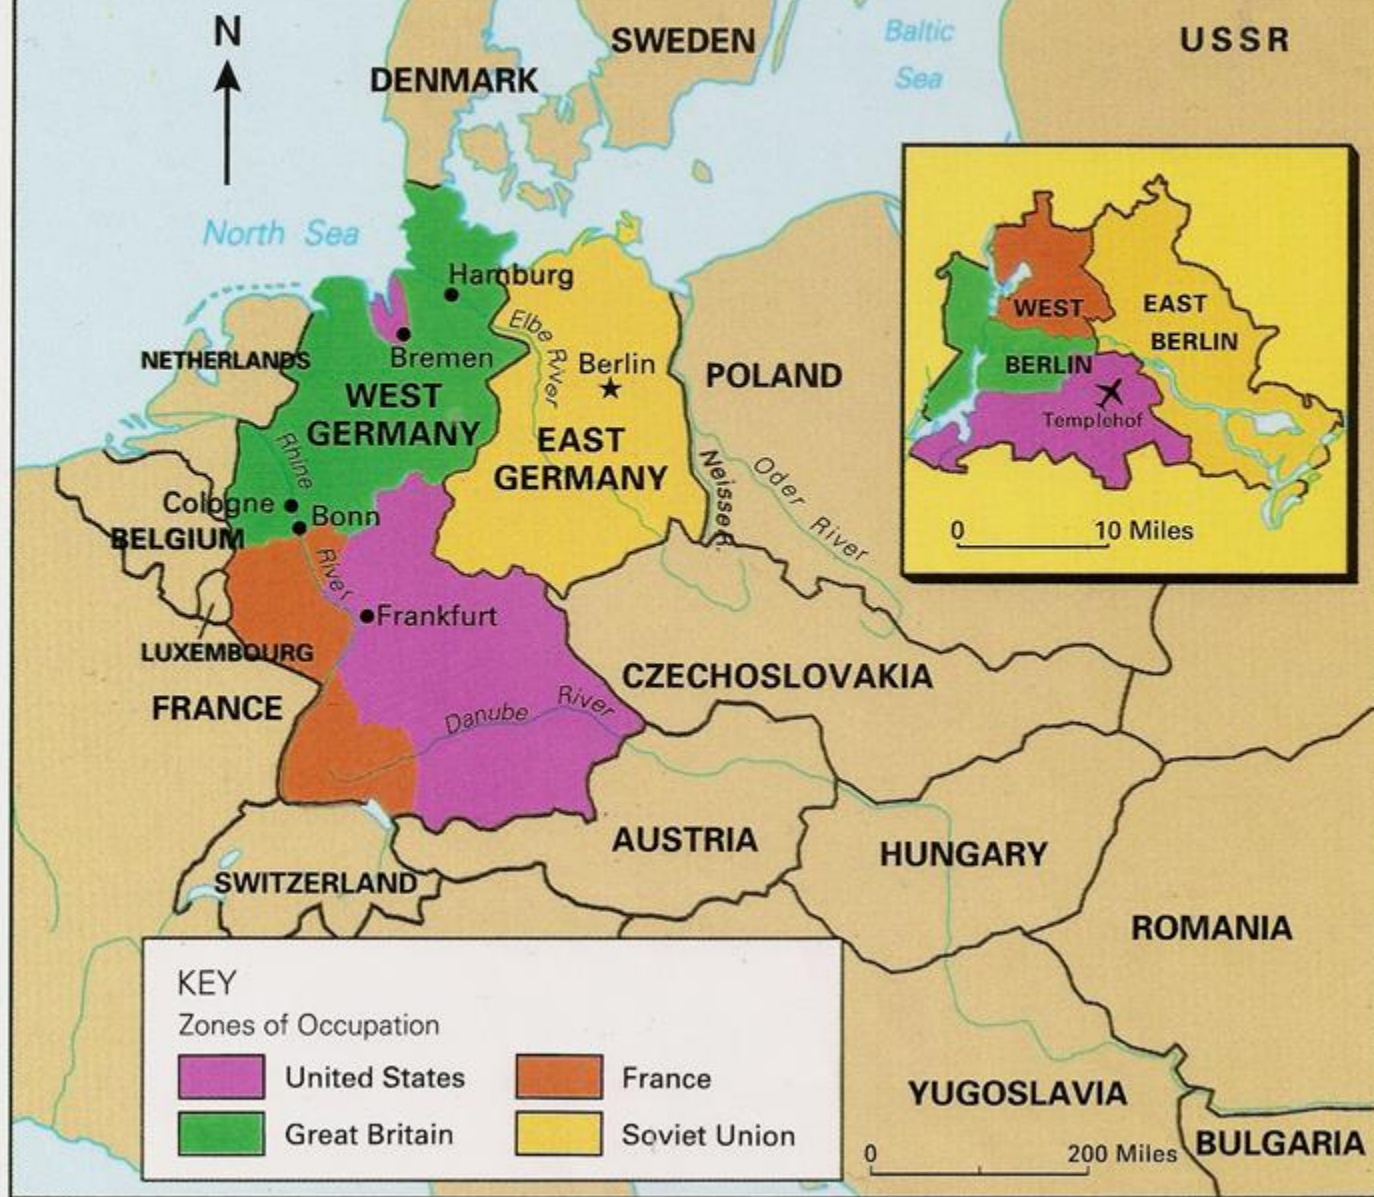 N
SWEDEN
Baltic
Sea
USSR
DENMARK
North Sea
Hamburg
Elbe River
Bremen
Berlin
NETHERLANDS
POLAND
WEST
GERMANY
EAST
GERMANY
Rhine
River
Cologne
Bonn
BELGIUM
Neisse R.
Oder River
LUXEMBOURG
Frankfurt
FRANCE
CZECHOSLOVAKIA
Danube River
AUSTRIA
HUNGARY
SWITZERLAND
ROMANIA
YUGOSLAVIA
BULGARIA
0 200 Miles
WEST
BERLIN
EAST
BERLIN
Templehof
0 10 Miles
KEY
Zones of Occupation
United States
France
Great Britain
Soviet Union